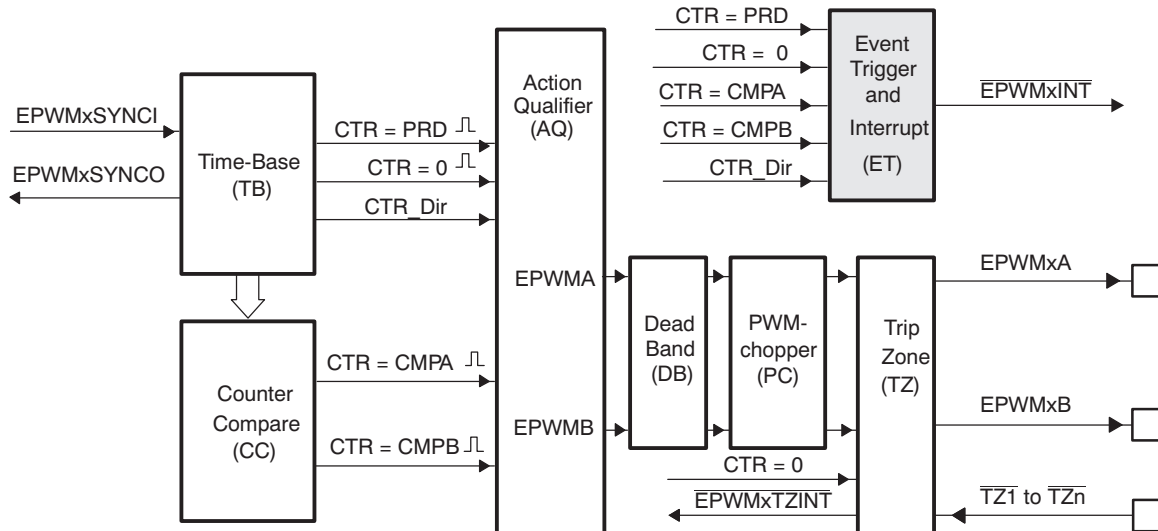 EPWMxSYNCI
EPWMxSYNCO
Time-Base
(TB)
CTR = PRD
CTR = 0
CTR_Dir
Counter
Compare
(CC)
CTR = CMPA
CTR = CMPB
Action
Qualifier
(AQ)
EPWMA
EPWMB
CTR = PRD
CTR = 0
CTR = CMPA
CTR = CMPB
CTR_Dir
Event
Trigger
and
Interrupt
(ET)
EPWMxINT
Dead
Band
(DB)
PWM-
chopper
(PC)
Trip
Zone
(TZ)
EPWMxA
EPWMxB
CTR = 0
EPWMxTZINT
TZ1 to TZn